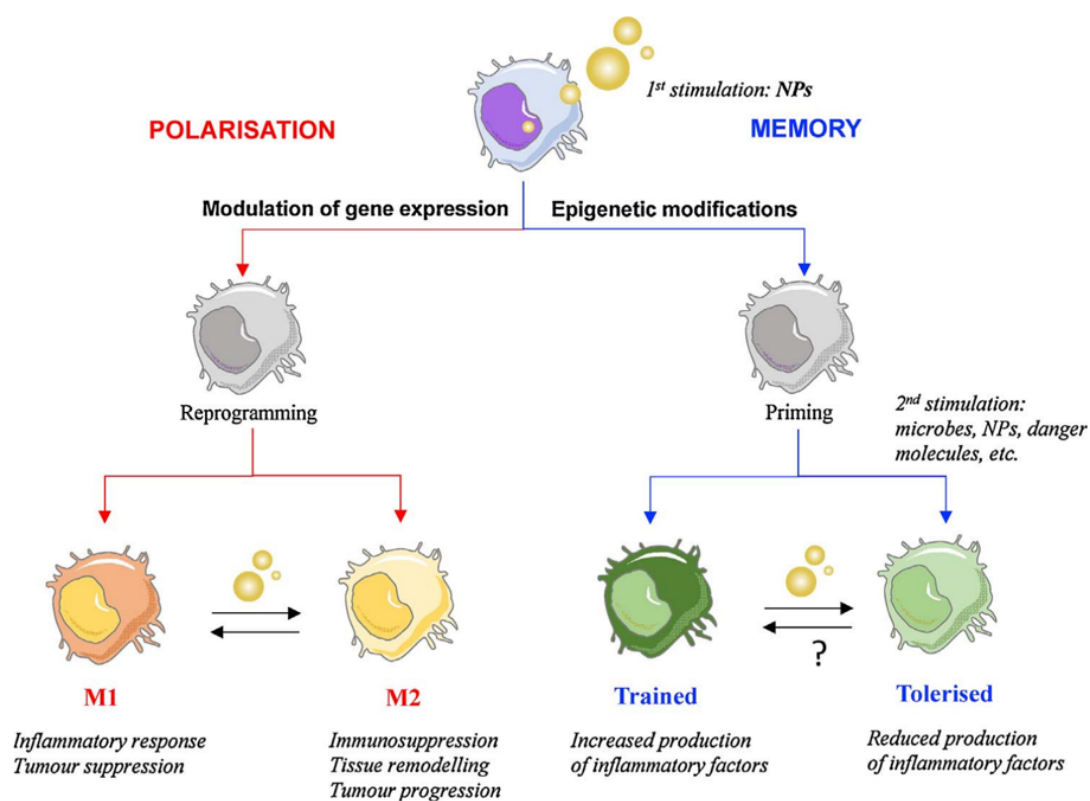 1st stimulation: NPs
POLARISATION
MEMORY
Modulation of gene expression
Epigenetic modifications
Reprogramming
Priming
2nd stimulation:
microbes, NPs, danger
molecules, etc.
?
M1
M2
Trained
Tolerised
Inflammatory response
Tumour suppression
Immunosuppression
Tissue remodelling
Tumour progression
Increased production
of inflammatory factors
Reduced production
of inflammatory factors